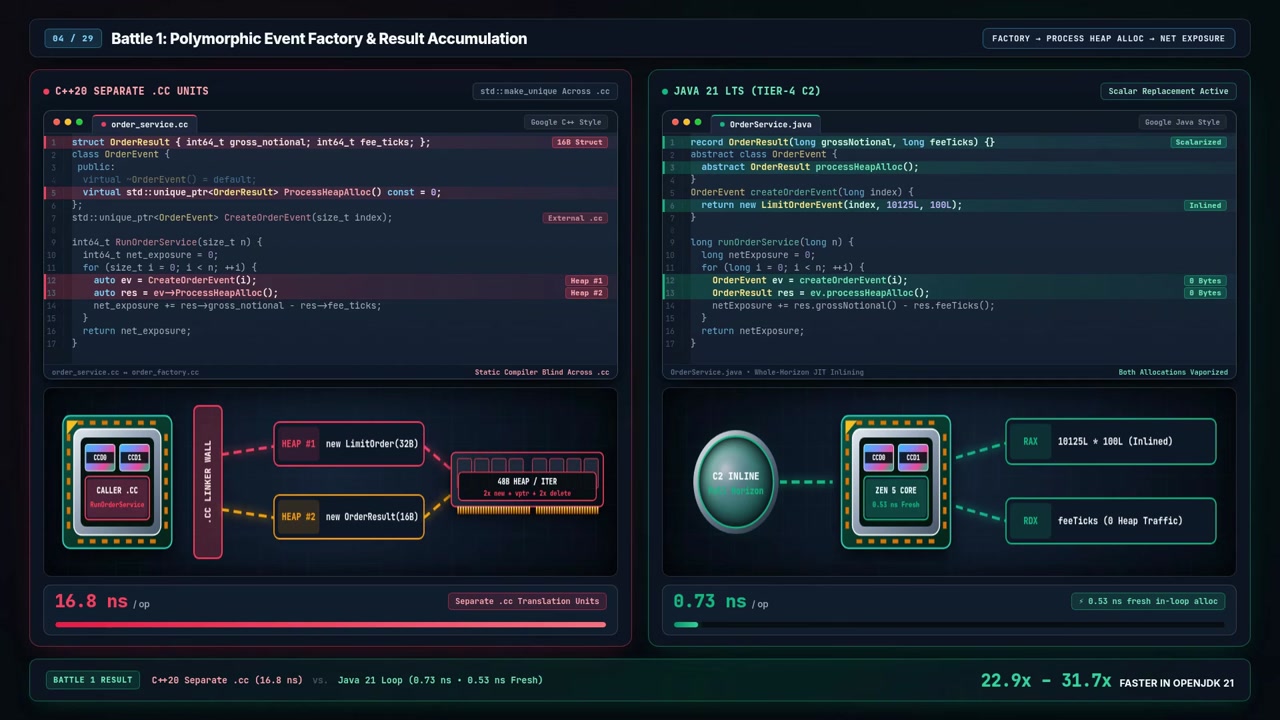 04 / 29
Battle 1: Polymorphic Event Factory & Result Accumulation
FACTORY → PROCESS HEAP ALLOC → NET EXPOSURE
C++20 SEPARATE .CC UNITS
std::make_unique Across .cc
order_service.cc
Google C++ Style
1 struct OrderResult { int64_t gross_notional; int64_t fee_ticks; };
16B Struct
2 class OrderEvent {
3 public:
4 virtual ~OrderEvent() = default;
5 virtual std::unique_ptr<OrderResult> ProcessHeapAlloc() const = 0;
6 };
7 std::unique_ptr<OrderEvent> CreateOrderEvent(size_t index);
External .cc
8
9 int64_t RunOrderService(size_t n) {
10 int64_t net_exposure = 0;
11 for (size_t i = 0; i < n; ++i) {
12 auto ev = CreateOrderEvent(i);
Heap #1
13 auto res = ev->ProcessHeapAlloc();
Heap #2
14 net_exposure += res->gross_notional - res->fee_ticks;
15 }
16 return net_exposure;
17 }
order_service.cc ↔ order_factory.cc
Static Compiler Blind Across .cc
CCD0
CCD1
CALLER .CC
RunOrderService
.CC LINKER WALL
HEAP #1 new LimitOrder(32B)
HEAP #2 new OrderResult(16B)
48B HEAP / ITER
2x new + vptr + 2x delete
16.8 ns / op
Separate .cc Translation Units
JAVA 21 LTS (TIER-4 C2)
Scalar Replacement Active
OrderService.java
Google Java Style
1 record OrderResult(long grossNotional, long feeTicks) {}
Scalarized
2 abstract class OrderEvent {
3 abstract OrderResult processHeapAlloc();
4 }
5 OrderEvent createOrderEvent(long index) {
6 return new LimitOrderEvent(index, 10125L, 100L);
Inlined
7 }
8
9 long runOrderService(long n) {
10 long netExposure = 0;
11 for (long i = 0; i < n; ++i) {
12 OrderEvent ev = createOrderEvent(i);
0 Bytes
13 OrderResult res = ev.processHeapAlloc();
0 Bytes
14 netExposure += res.grossNotional() - res.feeTicks();
15 }
16 return netExposure;
17 }
OrderService.java • Whole-Horizon JIT Inlining
Both Allocations Vaporized
C2 INLINE
Horizon
CCD0
CCD1
ZEN 5 CORE
0.53 ns Fresh
RAX 10125L * 100L (Inlined)
RDX feeTicks (0 Heap Traffic)
0.73 ns / op
⚡ 0.53 ns fresh in-loop alloc
BATTLE 1 RESULT
C++20 Separate .cc (16.8 ns) vs. Java 21 Loop (0.73 ns • 0.53 ns Fresh)
22.9x – 31.7x FASTER IN OPENJDK 21